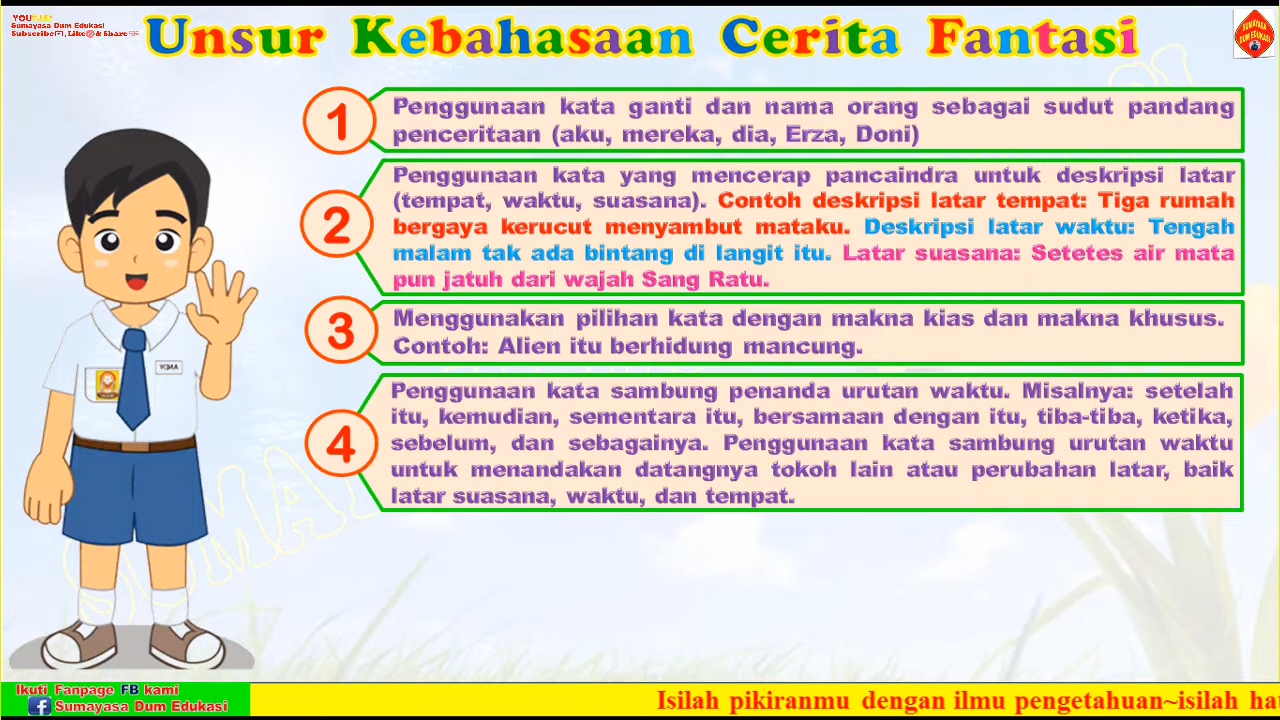 YOUTUBE
Sumayasa Dum Edukasi
Subscribe, Like & Share
Unsur Kebahasaan Cerita Fantasi
SUMAYASA
DUM EDUKASI
1
Penggunaan kata ganti dan nama orang sebagai sudut pandang
penceritaan (aku, mereka, dia, Erza, Doni)
2
Penggunaan kata yang mencerap pancaindra untuk deskripsi latar
(tempat, waktu, suasana). Contoh deskripsi latar tempat: Tiga rumah
bergaya kerucut menyambut mataku. Deskripsi latar waktu: Tengah
malam tak ada bintang di langit itu. Latar suasana: Setetes air mata
pun jatuh dari wajah Sang Ratu.
3
Menggunakan pilihan kata dengan makna kias dan makna khusus.
Contoh: Alien itu berhidung mancung.
4
Penggunaan kata sambung penanda urutan waktu. Misalnya: setelah
itu, kemudian, sementara itu, bersamaan dengan itu, tiba-tiba, ketika,
sebelum, dan sebagainya. Penggunaan kata sambung urutan waktu
untuk menandakan datangnya tokoh lain atau perubahan latar, baik
latar suasana, waktu, dan tempat.
Ikuti Fanpage FB kami
Sumayasa Dum Edukasi
Isilah pikiranmu dengan ilmu pengetahuan~isilah